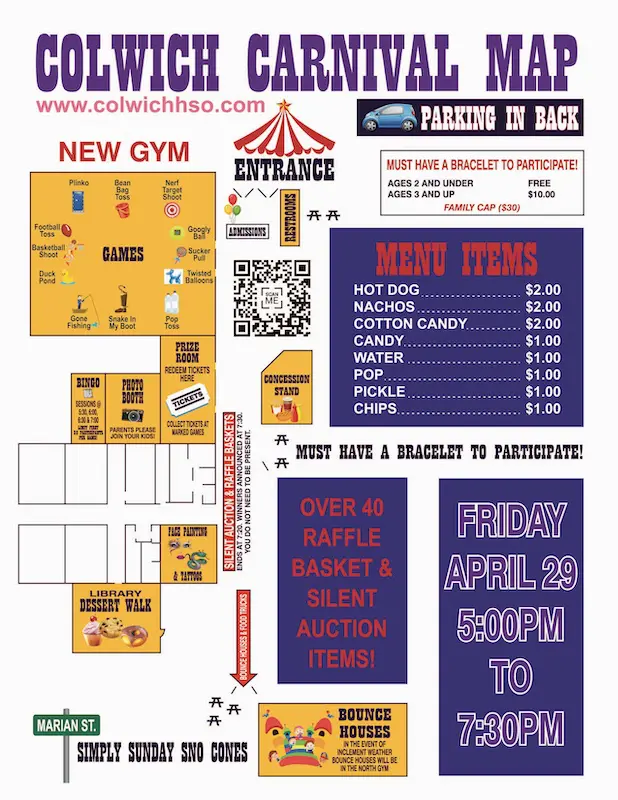 COLWICH CARNIVAL MAP
www.colwichhso.com
PARKING IN BACK
NEW GYM
ENTRANCE
MUST HAVE A BRACELET TO PARTICIPATE!
AGES 2 AND UNDER FREE
AGES 3 AND UP $10.00
FAMILY CAP ($30)
Plinko
Bean
Bag
Toss
Nerf
Target
Shoot
Football
Toss
Googly
Ball
Basketball
Shoot
GAMES
Sucker
Pull
Duck
Pond
Twisted
Balloons
Gone
Fishing
Snake In
My Boot
Pop
Toss
ADMISSIONS
RESTROOMS
SCAN
ME
MENU ITEMS
HOT DOG $2.00
NACHOS $2.00
COTTON CANDY $2.00
CANDY $1.00
WATER $1.00
POP $1.00
PICKLE $1.00
CHIPS $1.00
PRIZE
ROOM
REDEEM TICKETS
HERE
TICKETS
COLLECT TICKETS AT
MARKED GAMES
BINGO
SESSIONS @
5:30, 6:00,
6:30 & 7:00
LIMIT FIRST
PARTICIPANTS
PER GAME!
PHOTO
BOOTH
PARENTS PLEASE
JOIN YOUR KIDS!
CONCESSION
STAND
SILENT AUCTION & RAFFLE BASKETS
ENDS AT 7:20. WINNERS ANNOUNCED AT 7:30.
YOU DO NOT NEED TO BE PRESENT.
MUST HAVE A BRACELET TO PARTICIPATE!
FACE PAINTING
& TATTOOS
LIBRARY
DESSERT WALK
BOUNCE HOUSES & FOOD TRUCKS
OVER 40
RAFFLE
BASKET &
SILENT
AUCTION
ITEMS!
FRIDAY
APRIL 29
5:00PM
TO
7:30PM
MARIAN ST.
SIMPLY SUNDAY SNO CONES
BOUNCE
HOUSES
IN THE EVENT OF
INCLEMENT WEATHER
BOUNCE HOUSES WILL BE
IN THE NORTH GYM